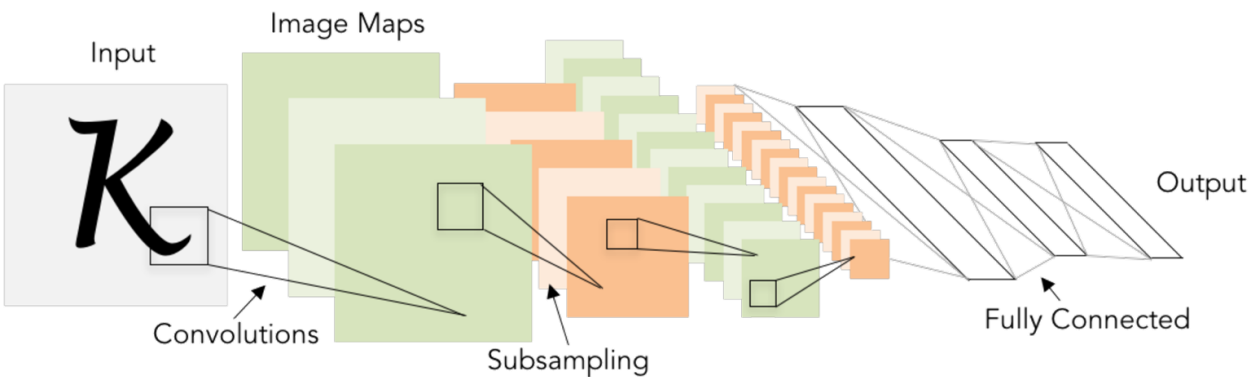 Image Maps
Input
K
Output
Convolutions
Fully Connected
Subsampling